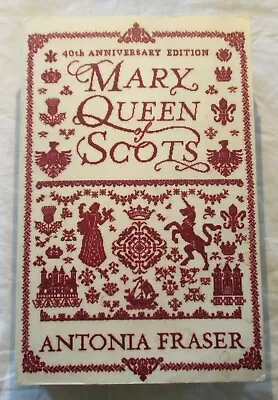 40th ANNIVERSARY EDITION
MARY
QUEEN
of
SCOTS
ANTONIA FRASER